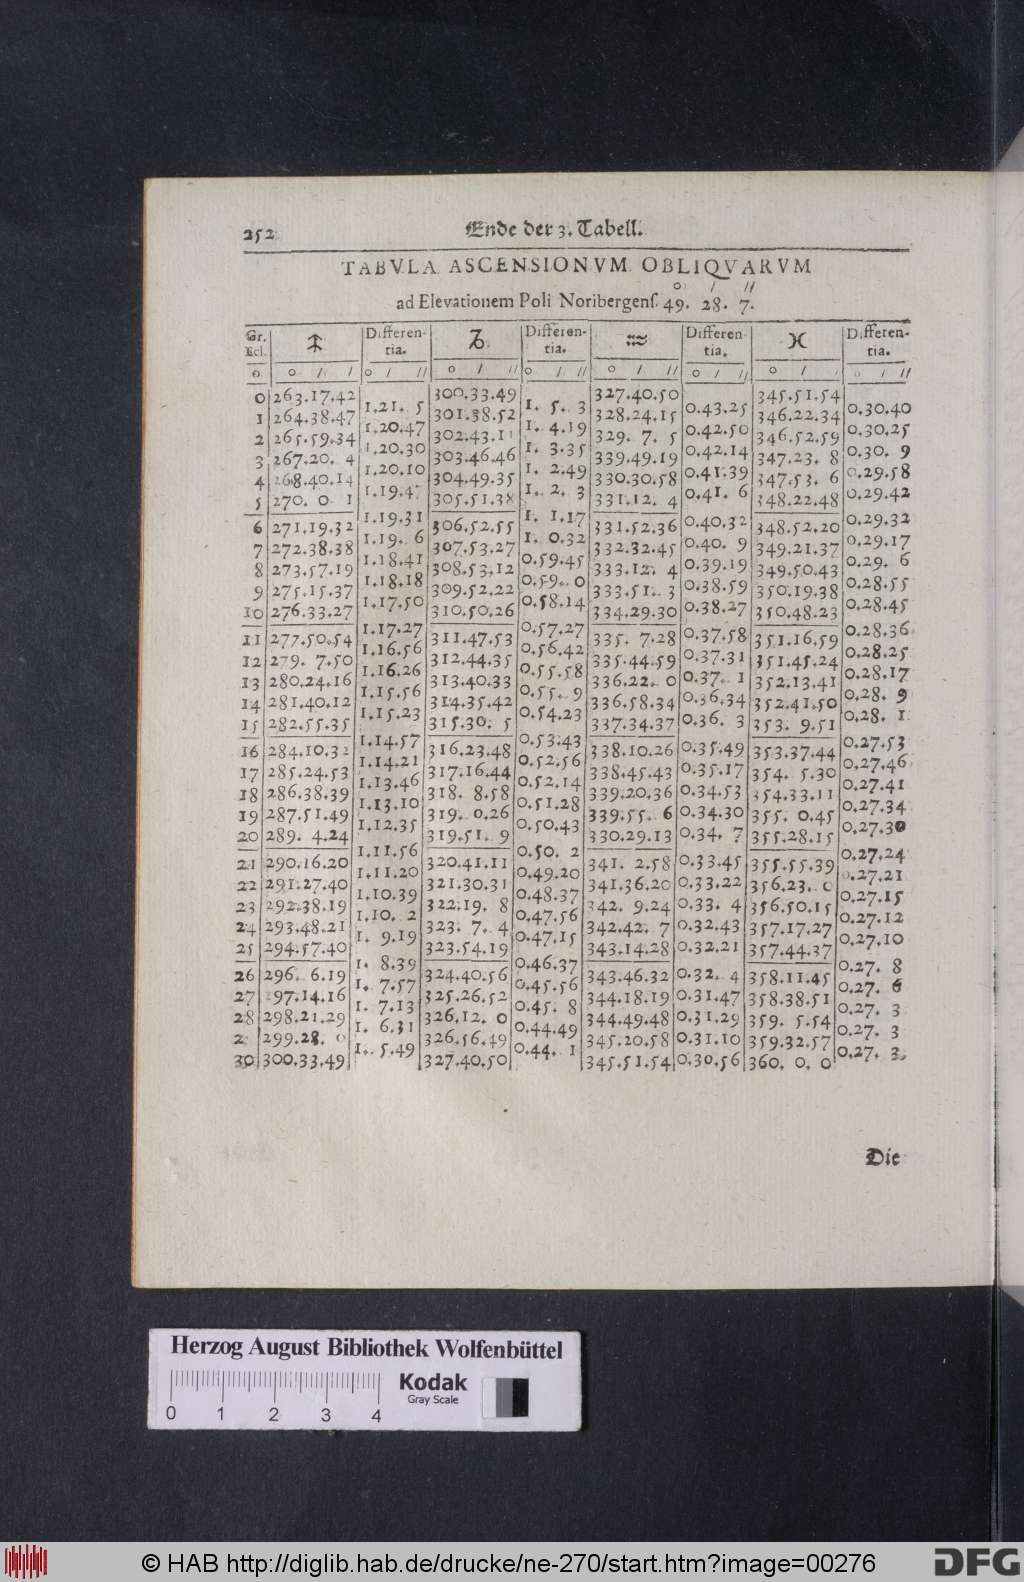 252 Ende der 3. Tabell.
TABVLA ASCENSIONVM OBLIQVARVM
o / //
ad Elevationem Poli Noribergens. 49. 28. 7.
Gr. Ecl. ♐ Differentia. ♑ Differentia. ♒ Differentia. ♓ Differentia.
o o / / o / // o / // o / // o / // o / // o / // o / //
0 263.17.42 300.33.49 327.40.50 345.51.54
1.21. 5 1. 5. 3 0.43.25 0.30.40
1 264.38.47 301.38.52 328.24.15 346.22.34
1.20.47 1. 4.19 0.42.50 0.30.25
2 265.59.34 302.43.11 329. 7. 5 346.52.59
1.20.30 1. 3.35 0.42.14 0.30. 9
3 267.20. 4 303.46.46 339.49.19 347.23. 8
1.20.10 1. 2.49 0.41.39 0.29.58
4 268.40.14 304.49.35 330.30.58 347.53. 6
1.19.47 1. 2. 3 0.41. 6 0.29.42
5 270. 0. 1 305.51.38 331.12. 4 348.22.48
1.19.31 1. 1.17 0.40.32 0.29.32
6 271.19.32 306.52.55 331.52.36 348.52.20
1.19. 6 1. 0.32 0.40. 9 0.29.17
7 272.38.38 307.53.27 332.32.45 349.21.37
1.18.41 0.59.45 0.39.19 0.29. 6
8 273.57.19 308.53.12 333.12. 4 349.50.43
1.18.18 0.59. 0 0.38.59 0.28.55
9 275.15.37 309.52.22 333.51. 3 350.19.38
1.17.50 0.58.14 0.38.27 0.28.45
10 276.33.27 310.50.26 334.29.30 350.48.23
1.17.27 0.57.27 0.37.58 0.28.36
11 277.50.54 311.47.53 335. 7.28 351.16.59
1.16.56 0.56.42 0.37.31 0.28.25
12 279. 7.50 312.44.35 335.44.59 351.45.24
1.16.26 0.55.58 0.37. 1 0.28.17
13 280.24.16 313.40.33 336.22. 0 352.13.41
1.15.56 0.55. 9 0.36.34 0.28. 9
14 281.40.12 314.35.42 336.58.34 352.41.50
1.15.23 0.54.23 0.36. 3 0.28. 1
15 282.55.35 315.30. 5 337.34.37 353. 9.51
1.14.57 0.53.43 0.35.49 0.27.53
16 284.10.32 316.23.48 338.10.26 353.37.44
1.14.21 0.52.56 0.35.17 0.27.46
17 285.24.53 317.16.44 338.45.43 354. 5.30
1.13.46 0.52.14 0.34.53 0.27.41
18 286.38.39 318. 8.58 339.20.36 354.33.11
1.13.10 0.51.28 0.34.30 0.27.34
19 287.51.49 319. 0.26 339.55. 6 355. 0.45
1.12.35 0.50.43 0.34. 7 0.27.30
20 289. 4.24 319.51. 9 330.29.13 355.28.15
1.11.56 0.50. 2 0.33.45 0.27.24
21 290.16.20 320.41.11 341. 2.58 355.55.39
1.11.20 0.49.20 0.33.22 0.27.21
22 291.27.40 321.30.31 341.36.20 356.23. 0
1.10.39 0.48.37 0.33. 4 0.27.15
23 292.38.19 322.19. 8 342. 9.24 356.50.15
1.10. 2 0.47.56 0.32.43 0.27.12
24 293.48.21 323. 7. 4 342.42. 7 357.17.27
1. 9.19 0.47.15 0.32.21 0.27.10
25 294.57.40 323.54.19 343.14.28 357.44.37
1. 8.39 0.46.37 0.32. 4 0.27. 8
26 296. 6.19 324.40.56 343.46.32 358.11.45
1. 7.57 0.45.56 0.31.47 0.27. 6
27 297.14.16 325.26.52 344.18.19 358.38.51
1. 7.13 0.45. 8 0.31.29 0.27. 3
28 298.21.29 326.12. 0 344.49.48 359. 5.54
1. 6.31 0.44.49 0.31.10 0.27. 3
2 299.28. 0 326.56.49 345.20.58 359.32.57
1. 5.49 0.44. 1 0.30.56 0.27. 3
30 300.33.49 327.40.50 345.51.54 360. 0. 0
Die
Herzog August Bibliothek Wolfenbüttel
Kodak
Gray Scale
0 1 2 3 4
© HAB http://diglib.hab.de/drucke/ne-270/start.htm?image=00276
DFG